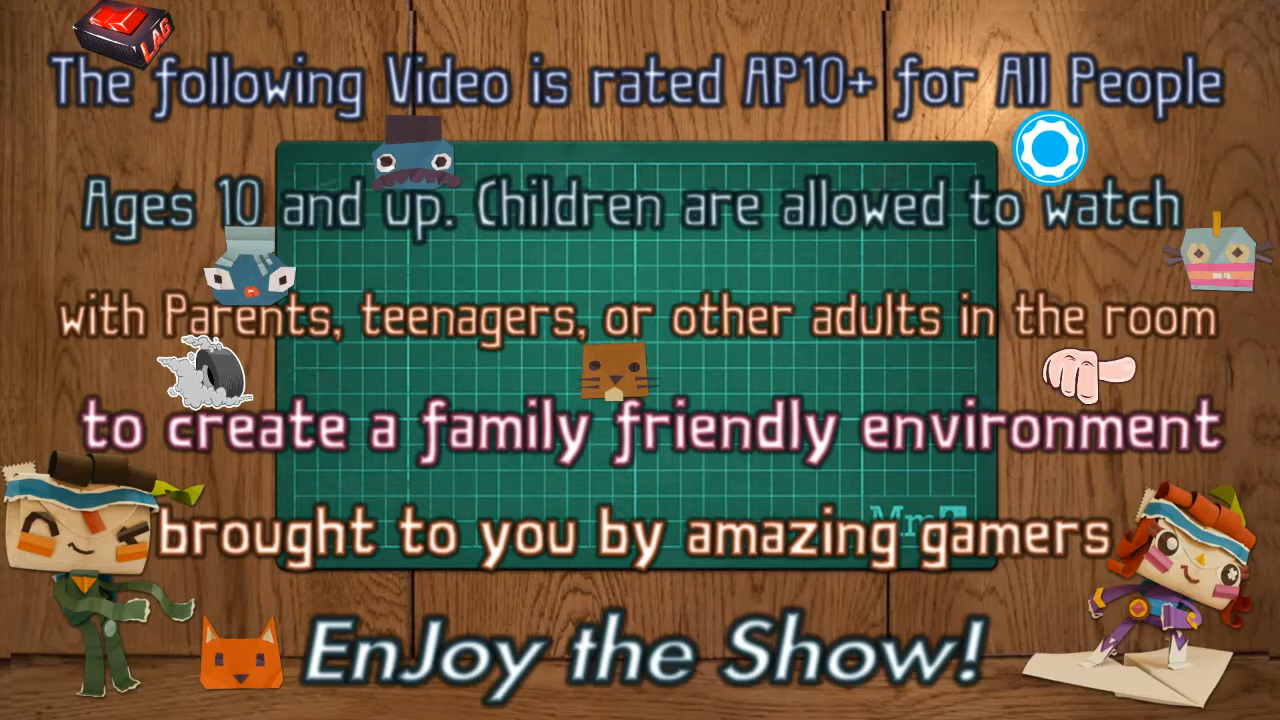 LAG
The following Video is rated AP10+ for All People
Ages 10 and up. Children are allowed to watch
with Parents, teenagers, or other adults in the room
to create a family friendly environment
brought to you by amazing gamers
EnJoy the Show!